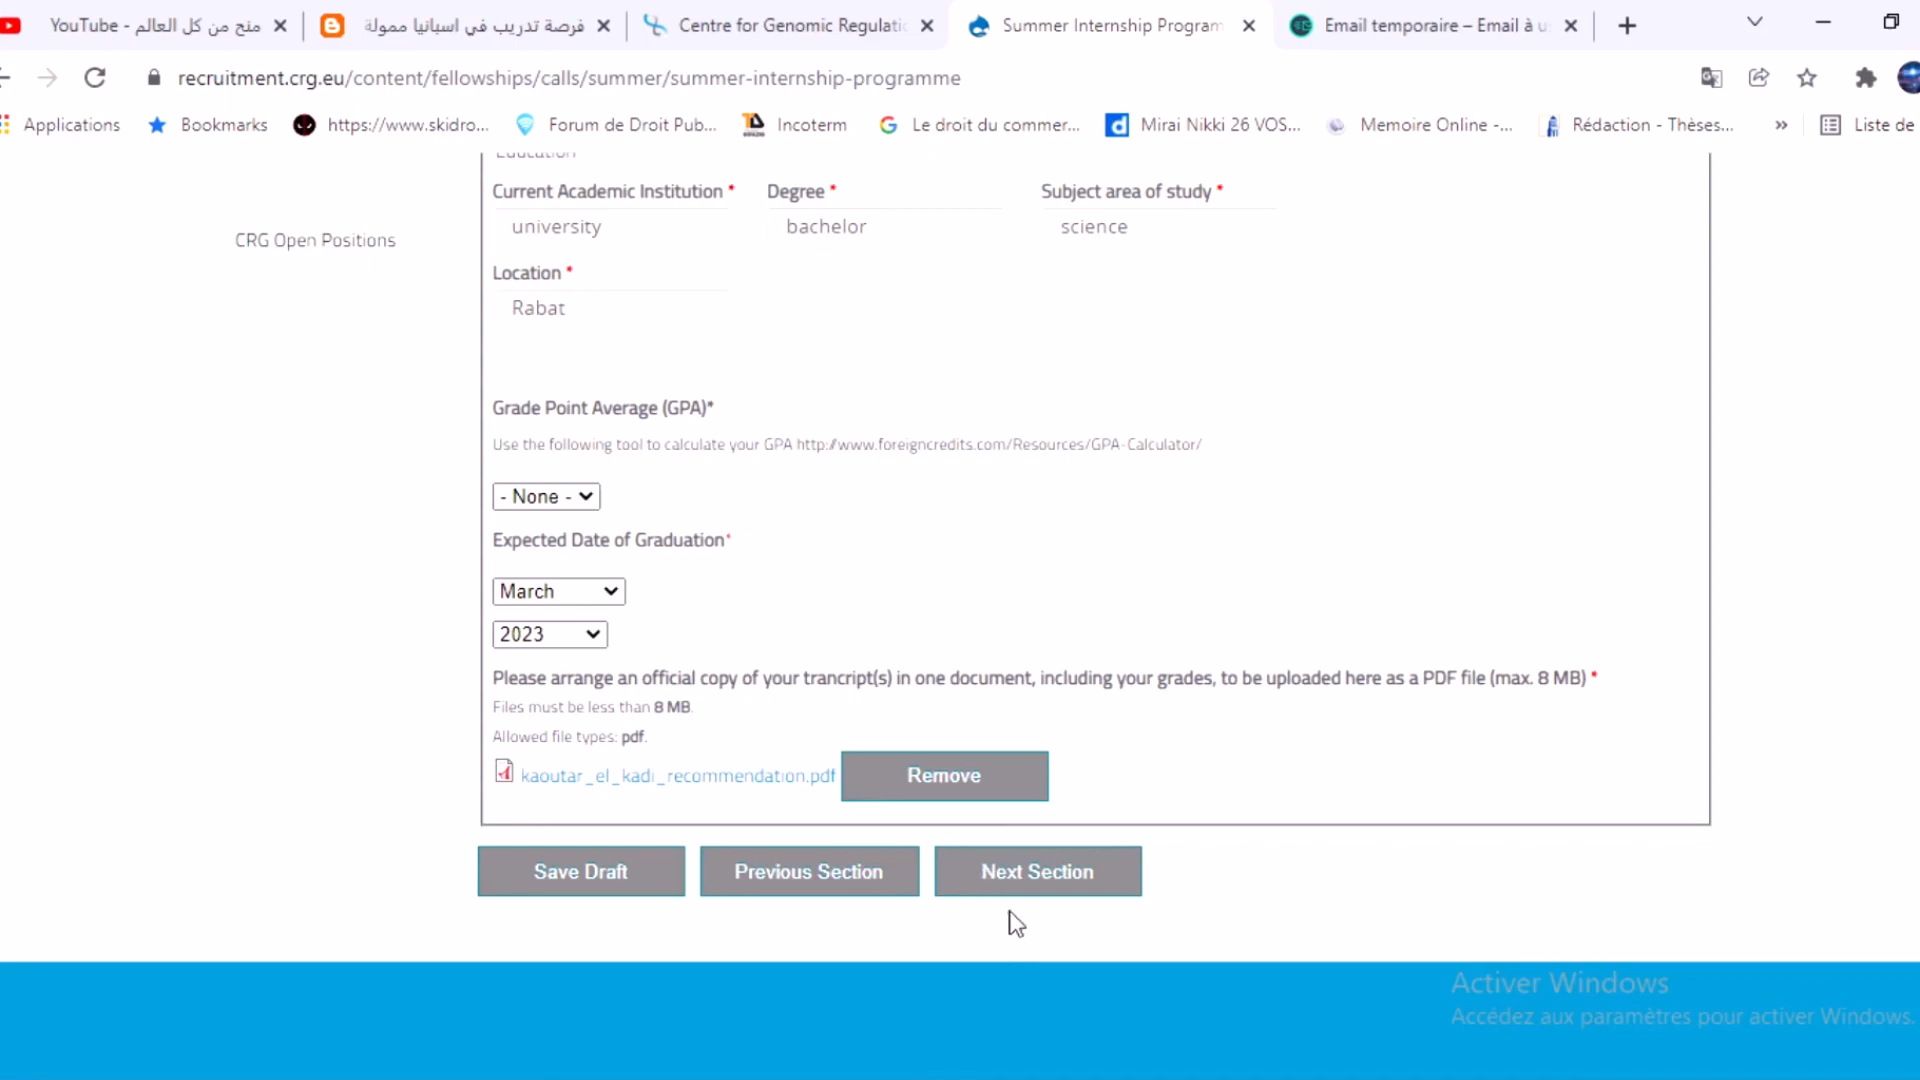 YouTube - منح من كل العالم
فرصة تدريب في اسبانيا ممولة
Centre for Genomic Regulati
Summer Internship Program
Email temporaire – Email à u
recruitment.crg.eu/content/fellowships/calls/summer/summer-internship-programme
Applications
Bookmarks
https://www.skidro...
Forum de Droit Pub...
Incoterm
Le droit du commer...
Mirai Nikki 26 VOS...
Memoire Online -...
Rédaction - Thèses...
»
Liste de
Education
Current Academic Institution *
Degree *
Subject area of study *
university
bachelor
science
CRG Open Positions
Location *
Rabat
Grade Point Average (GPA)*
Use the following tool to calculate your GPA http://www.foreigncredits.com/Resources/GPA-Calculator/
- None -
Expected Date of Graduation*
March
2023
Please arrange an official copy of your trancript(s) in one document, including your grades, to be uploaded here as a PDF file (max. 8 MB) *
Files must be less than 8 MB.
Allowed file types: pdf.
kaoutar_el_kadi_recommendation.pdf
Remove
Save Draft
Previous Section
Next Section
Activer Windows
Accédez aux paramètres pour activer Windows.